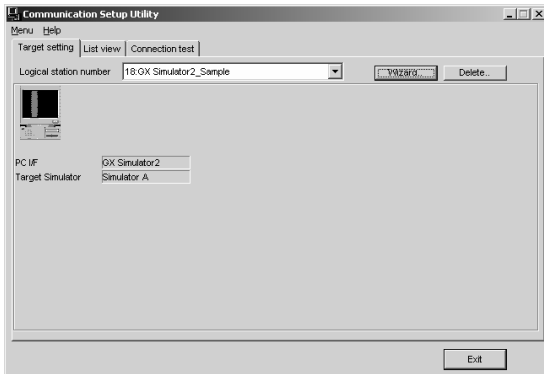 Communication Setup Utility
Menu Help
Target setting List view Connection test
Logical station number 18:GX Simulator2_Sample Wizard.. Delete..
PC I/F GX Simulator2
Target Simulator Simulator A
Exit